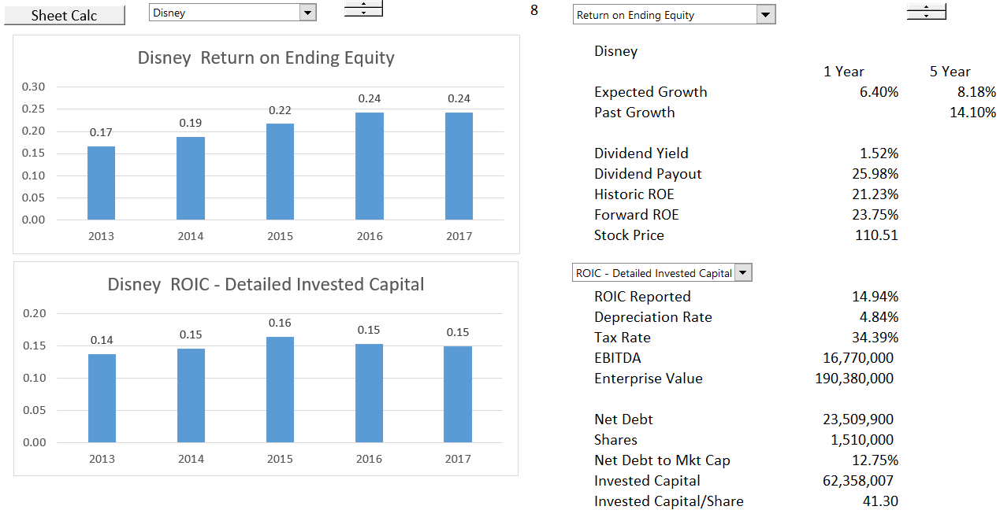 Sheet Calc
Disney
8
Return on Ending Equity
Disney  Return on Ending Equity
0.30
0.25
0.20
0.15
0.10
0.05
0.00
0.17
0.19
0.22
0.24
0.24
2013 2014 2015 2016 2017
Disney  ROIC - Detailed Invested Capital
0.20
0.15
0.10
0.05
0.00
0.14
0.15
0.16
0.15
0.15
2013 2014 2015 2016 2017
Disney
1 Year 5 Year
Expected Growth 6.40% 8.18%
Past Growth 14.10%
Dividend Yield 1.52%
Dividend Payout 25.98%
Historic ROE 21.23%
Forward ROE 23.75%
Stock Price 110.51
ROIC - Detailed Invested Capital
ROIC Reported 14.94%
Depreciation Rate 4.84%
Tax Rate 34.39%
EBITDA 16,770,000
Enterprise Value 190,380,000
Net Debt 23,509,900
Shares 1,510,000
Net Debt to Mkt Cap 12.75%
Invested Capital 62,358,007
Invested Capital/Share 41.30